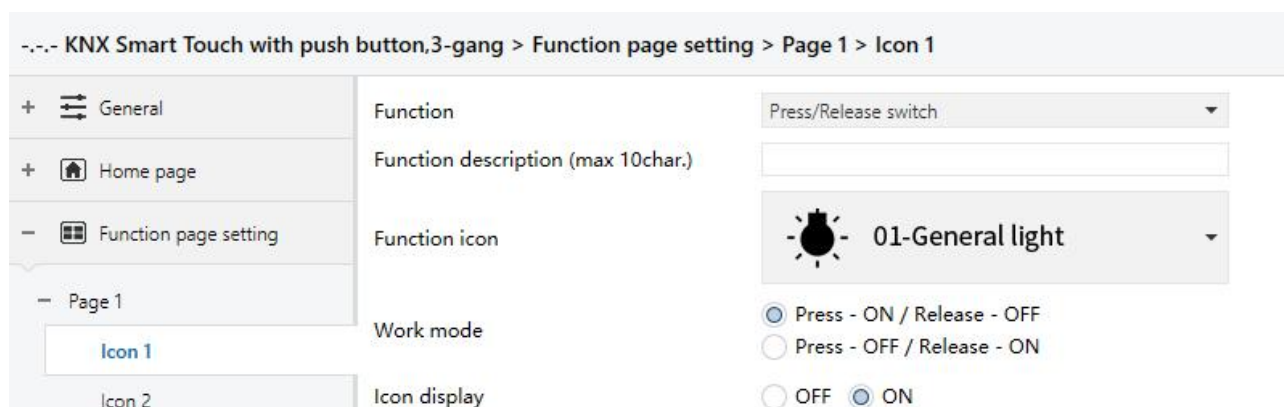 -.-.- KNX Smart Touch with push button,3-gang > Function page setting > Page 1 > Icon 1
+ General
+ Home page
– Function page setting
– Page 1
Icon 1
Icon 2
Function
Press/Release switch
Function description (max 10char.)
Function icon
01-General light
Work mode
Press - ON / Release - OFF
Press - OFF / Release - ON
Icon display
OFF ON